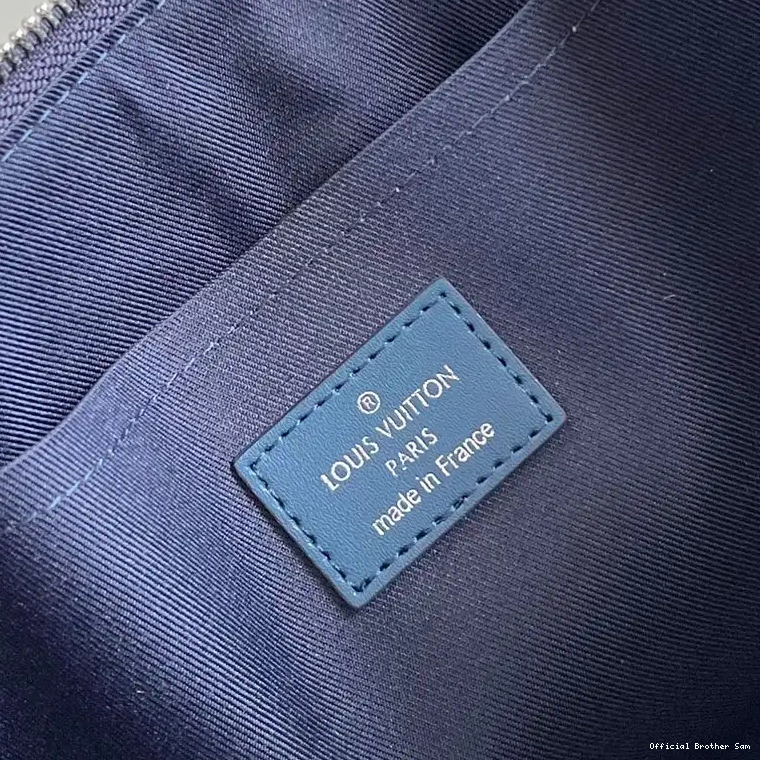 ®
LOUIS VUITTON
PARIS
made in France
Official Brother Sam